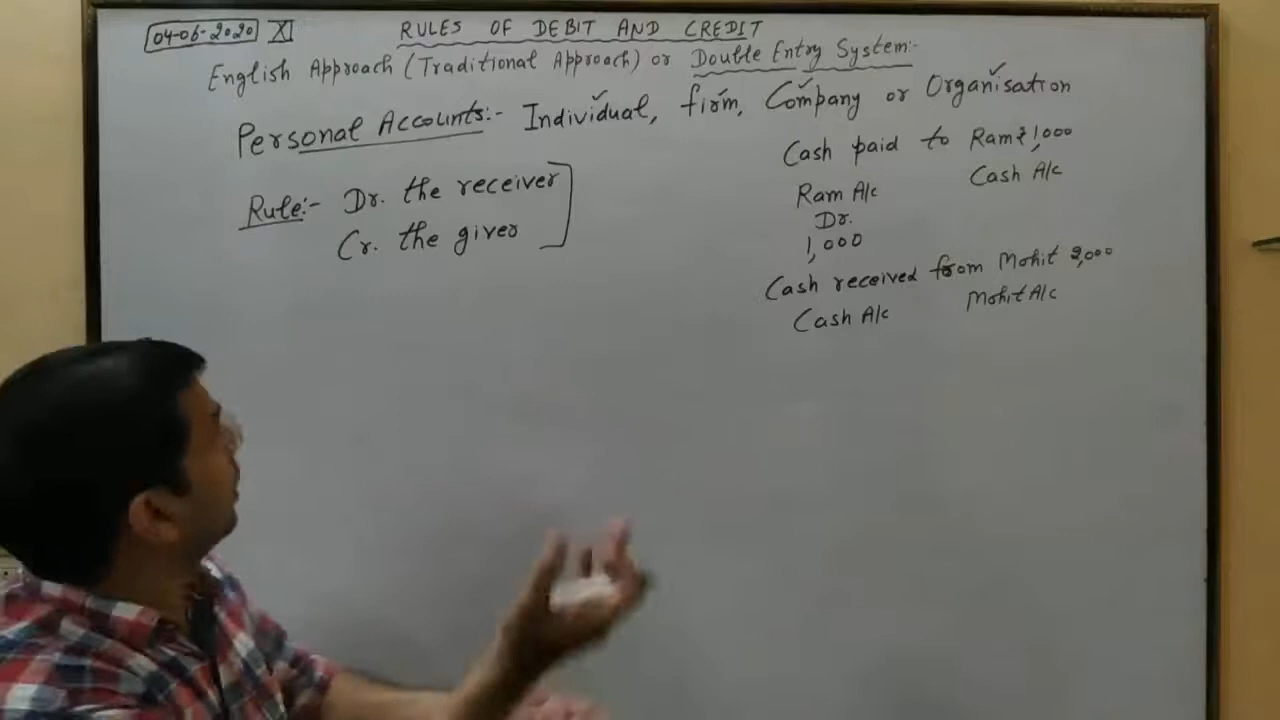 04-06-2020 XI
RULES OF DEBIT AND CREDIT
English Approach (Traditional Approach) or Double Entry System:-
Personal Accounts:- Individual, firm, Company or Organisation
Rule:- Dr. the receiver
Cr. the giver
Cash paid to Ram ₹1,000
Ram A/c Cash A/c
Dr.
1,000
Cash received from Mohit 2,000
Cash A/c Mohit A/c